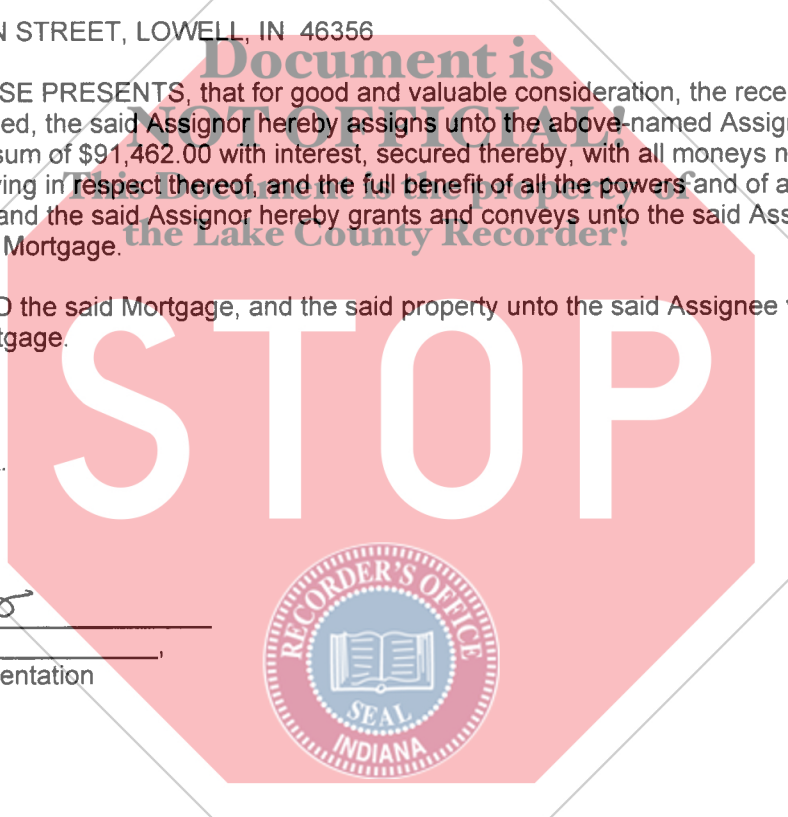 N STREET, LOWELL, IN 46356
Document is
SE PRESENTS, that for good and valuable consideration, the rece
NOT OFFICIAL!
ed, the said Assignor hereby assigns unto the above-named Assign
sum of $91,462.00 with interest, secured thereby, with all moneys n
ving in respect thereof, and the full benefit of all the powers and of a
This Document is the property of
and the said Assignor hereby grants and conveys unto the said Ass
the Lake County Recorder!
Mortgage.
D the said Mortgage, and the said property unto the said Assignee
tgage.
STOP
RECORDER'S OFFICE
SEAL
INDIANA
entation